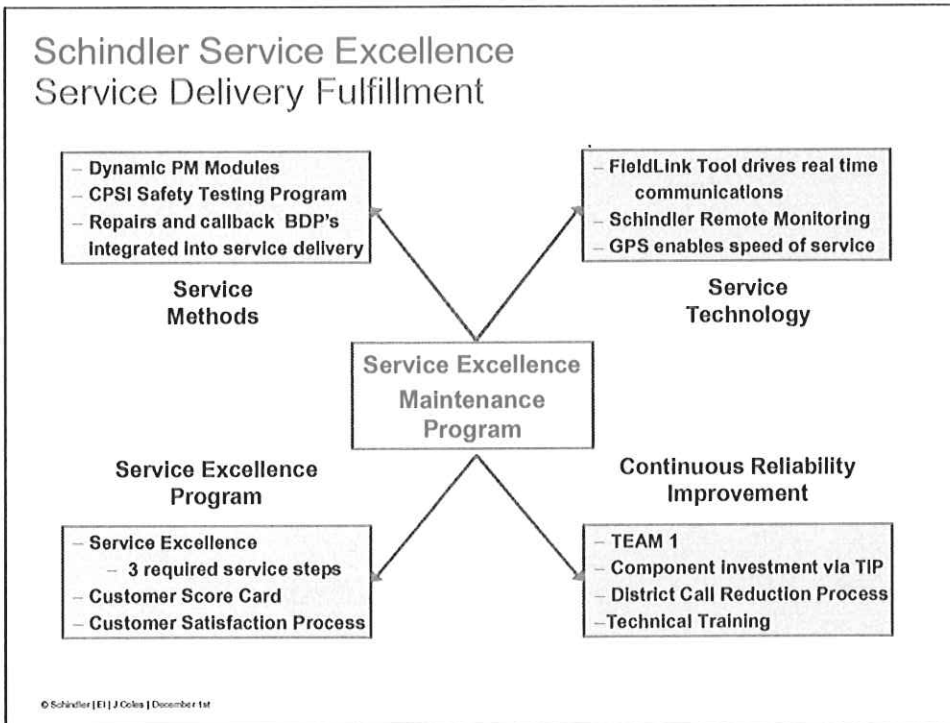 Schindler Service Excellence
Service Delivery Fulfillment
– Dynamic PM Modules
– CPSI Safety Testing Program
– Repairs and callback BDP's
integrated into service delivery
Service
Methods
– FieldLink Tool drives real time
communications
– Schindler Remote Monitoring
– GPS enables speed of service
Service
Technology
Service Excellence
Maintenance
Program
Service Excellence
Program
– Service Excellence
– 3 required service steps
– Customer Score Card
– Customer Satisfaction Process
Continuous Reliability
Improvement
– TEAM 1
– Component investment via TIP
– District Call Reduction Process
–Technical Training
© Schindler | EI | J Coles | December 1st